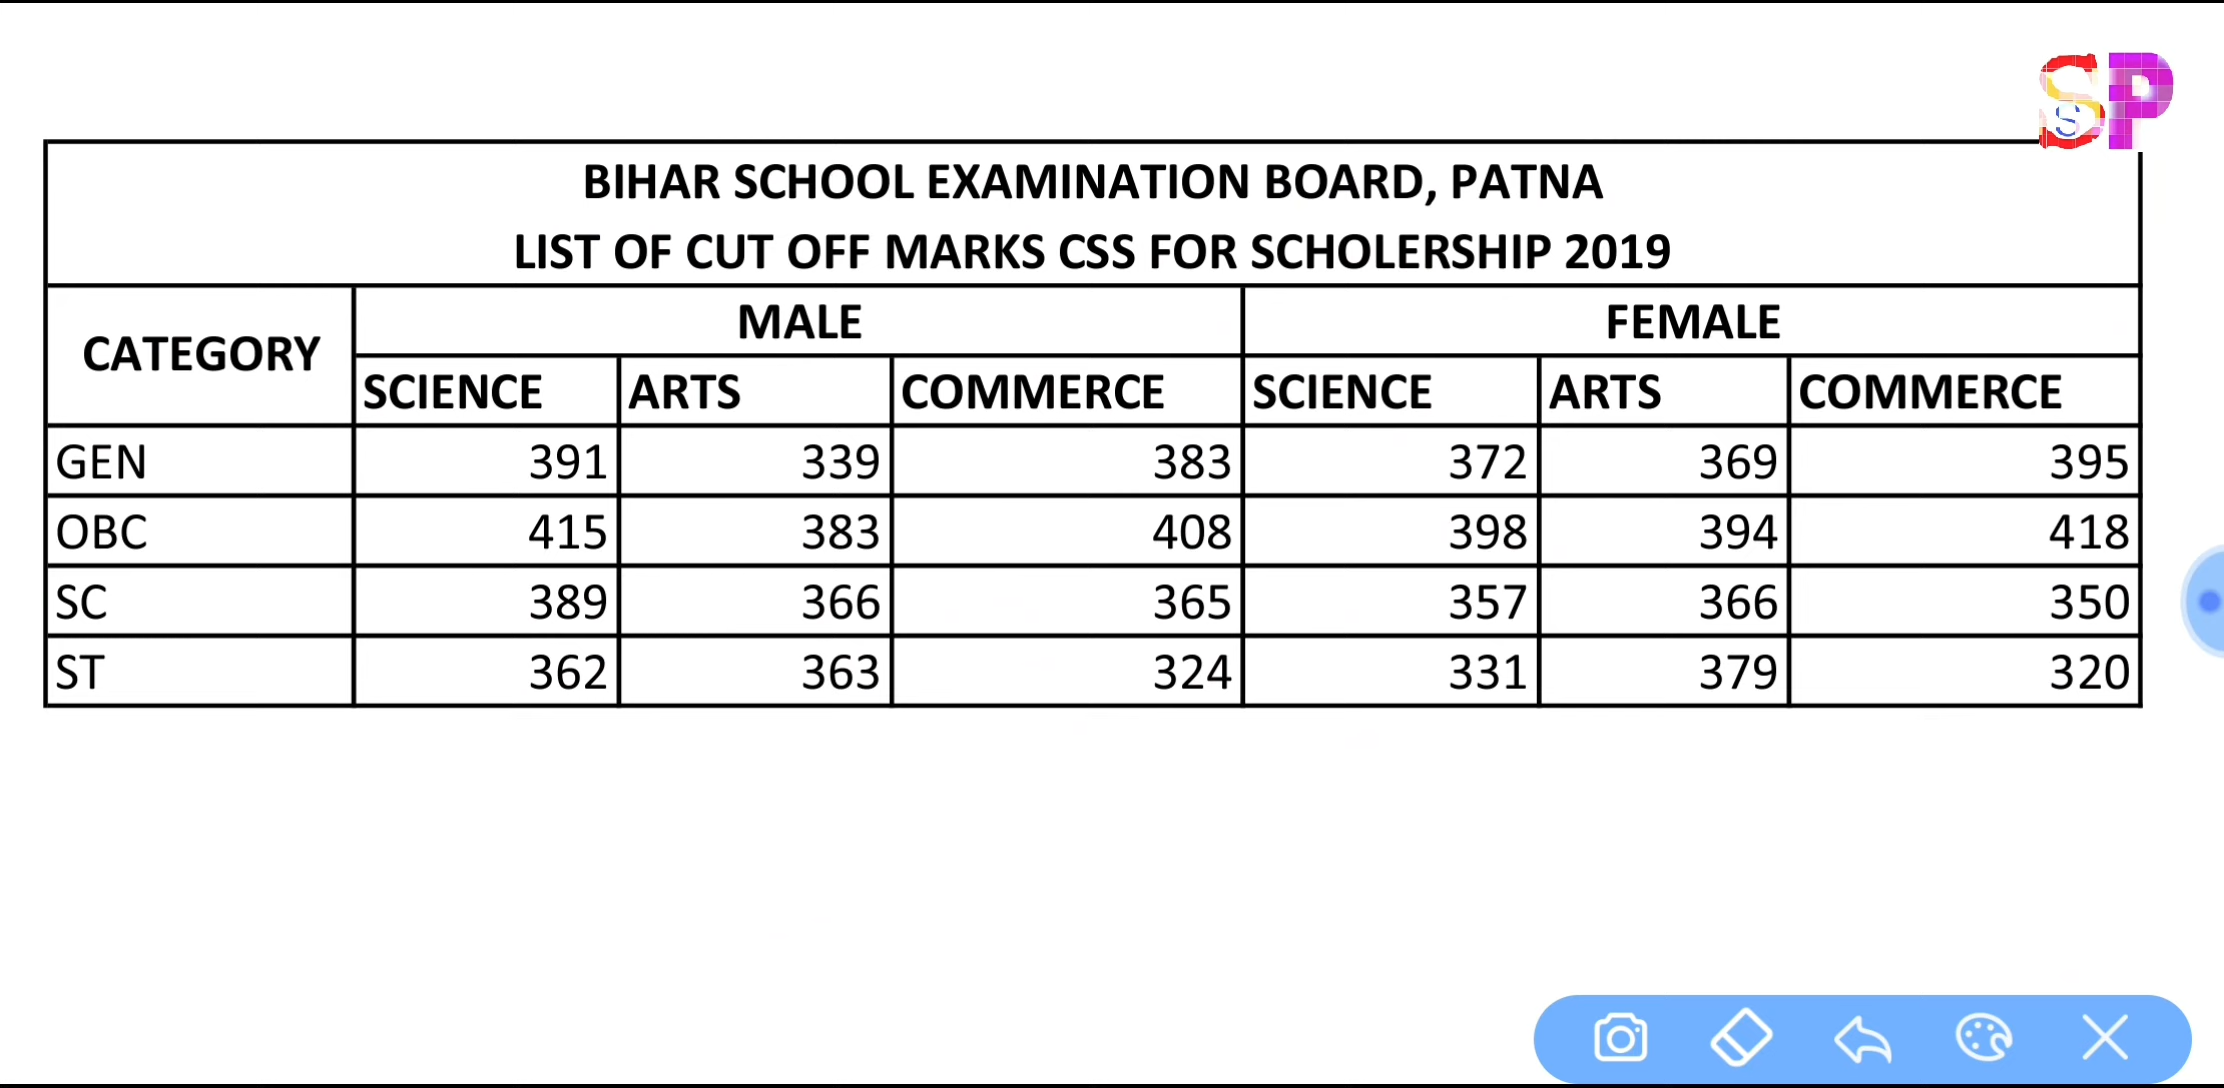 SP
S
BIHAR SCHOOL EXAMINATION BOARD, PATNA
LIST OF CUT OFF MARKS CSS FOR SCHOLERSHIP 2019
CATEGORY MALE FEMALE
SCIENCE ARTS COMMERCE SCIENCE ARTS COMMERCE
GEN 391 339 383 372 369 395
OBC 415 383 408 398 394 418
SC 389 366 365 357 366 350
ST 362 363 324 331 379 320